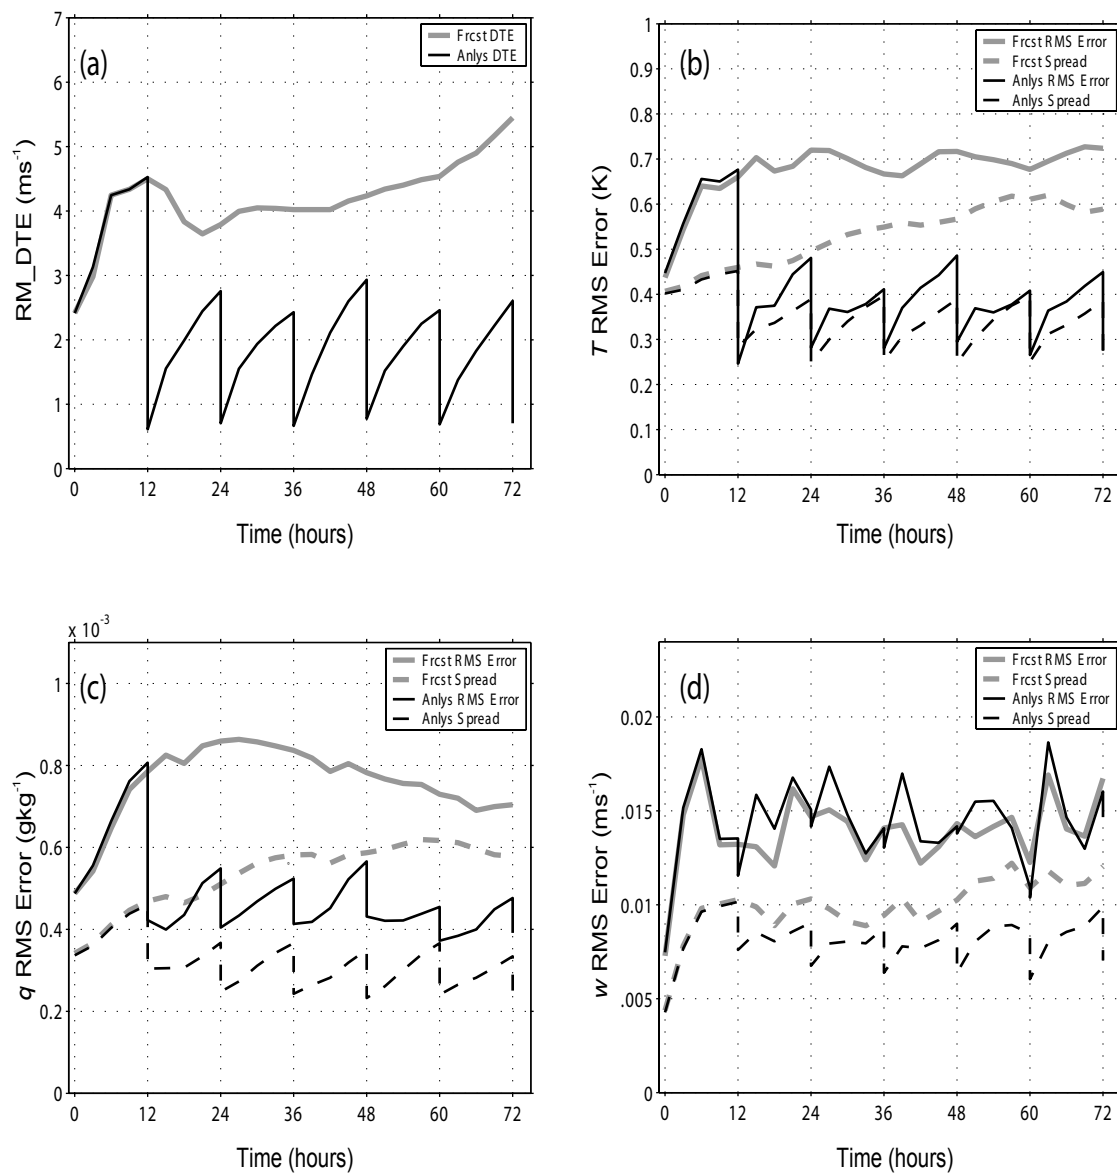 (a)
Frcst DTE
Anlys DTE
RM_DTE (ms⁻¹)
7
6
5
4
3
2
1
0
0 12 24 36 48 60 72
Time (hours)
(b)
Frcst RMS Error
Frcst Spread
Anlys RMS Error
Anlys Spread
T RMS Error (K)
1
0.9
0.8
0.7
0.6
0.5
0.4
0.3
0.2
0.1
0
0 12 24 36 48 60 72
Time (hours)
x 10⁻³
(c)
Frcst RMS Error
Frcst Spread
Anlys RMS Error
Anlys Spread
q RMS Error (gkg⁻¹)
1
0.8
0.6
0.4
0.2
0
0 12 24 36 48 60 72
Time (hours)
(d)
Frcst RMS Error
Frcst Spread
Anlys RMS Error
Anlys Spread
w RMS Error (ms⁻¹)
0.02
0.015
0.01
.005
0
0 12 24 36 48 60 72
Time (hours)